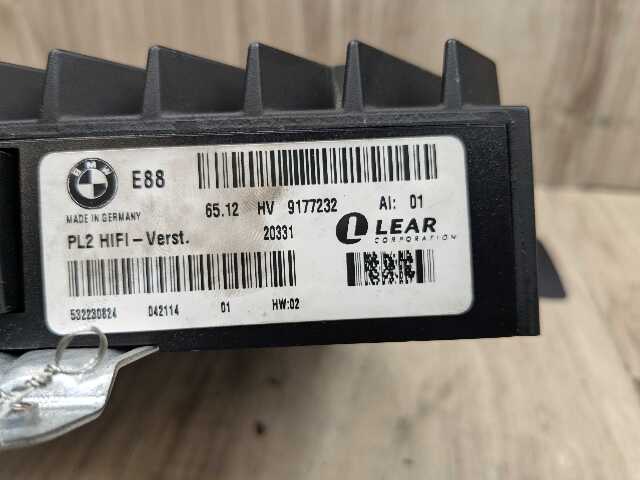 BMW
E88
MADE IN GERMANY
65.12 HV 9177232 AI: 01
PL2 HIFI-Verst. 20331
LEAR
CORPORATION
532230824 042114 01 HW:02